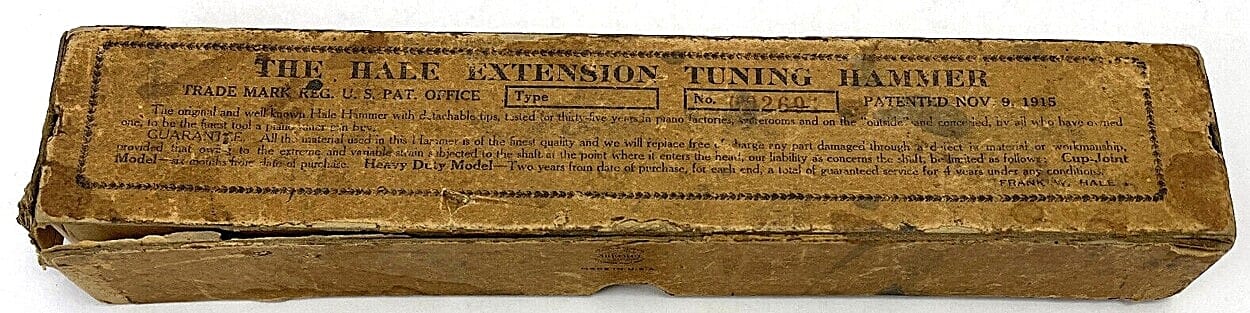 THE HALE EXTENSION TUNING HAMMER
TRADE MARK REG. U. S. PAT. OFFICE Type No. 1260 PATENTED NOV. 9, 1915
The original and well known Hale Hammer with detachable tips, tested for thirty-five years in piano factories, warerooms and on the "outside" and conceded, by all who have owned
one, to be the finest tool a piano tuner can buy.
GUARANTEE. All the material used in this Hammer is of the finest quality and we will replace free of charge any part damaged through a defect in material or workmanship,
provided that owing to the extreme and variable strain subjected to the shaft at the point where it enters the head, our liability as concerns the shaft, be limited as follows: Cup-Joint
Model—six months from date of purchase. Heavy Duty Model—Two years from date of purchase, for each end, a total of guaranteed service for 4 years under any conditions.
FRANK W. HALE
MADE IN U.S.A.